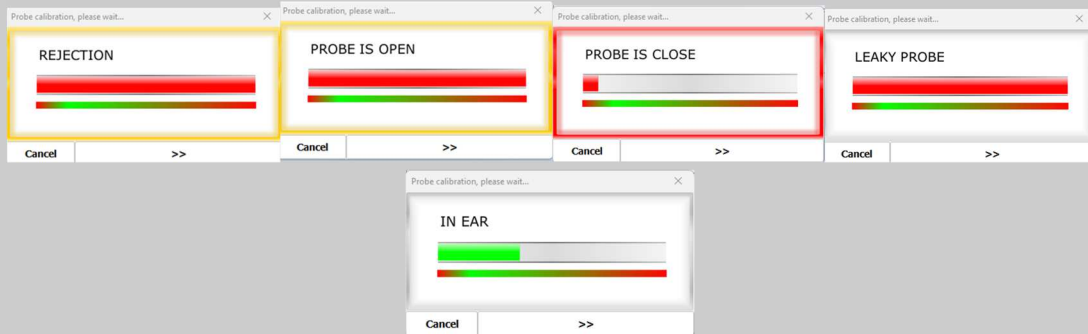 Probe calibration, please wait...
REJECTION
Cancel
>>
Probe calibration, please wait...
PROBE IS OPEN
Cancel
>>
Probe calibration, please wait...
PROBE IS CLOSE
Cancel
>>
Probe calibration, please wait...
LEAKY PROBE
Cancel
>>
Probe calibration, please wait...
IN EAR
Cancel
>>